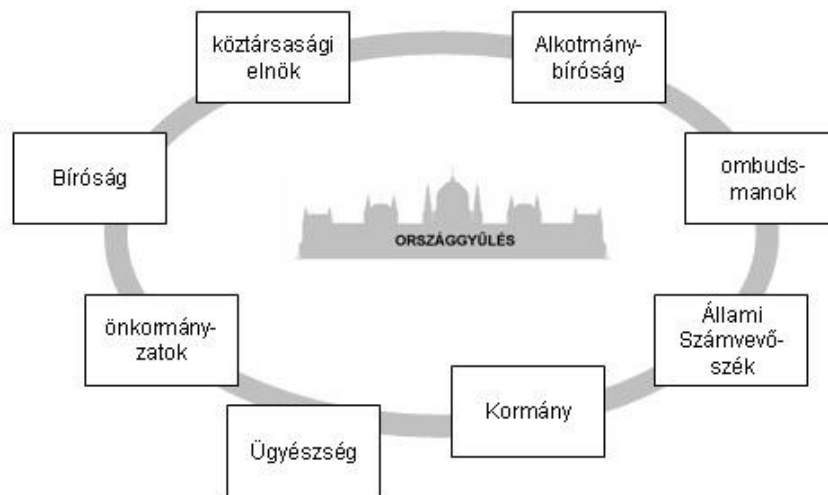 köztársasági
elnök
Alkotmány-
bíróság
Bíróság
ombuds-
manok
ORSZÁGGYŰLÉS
önkormány-
zatok
Állami
Számvevő-
szék
Kormány
Ügyészség